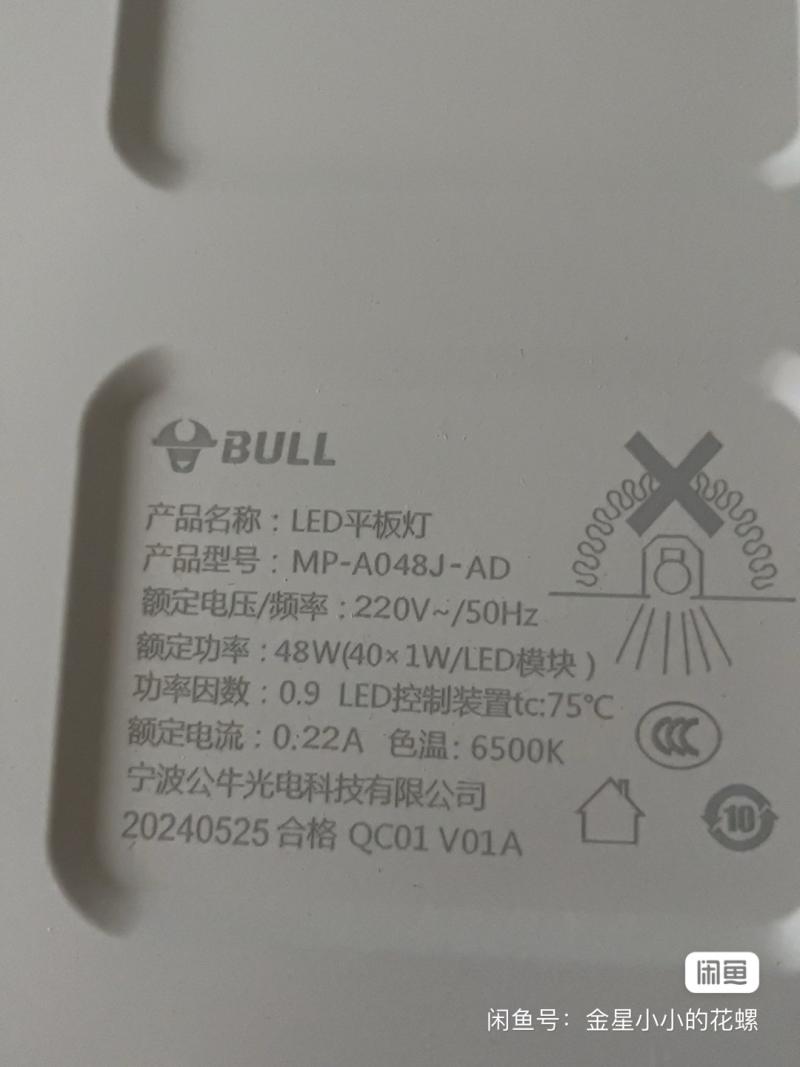 BULL
产品名称：LED平板灯
产品型号：MP-A048J-AD
额定电压/频率：220V~/50Hz
额定功率：48W(40×1W/LED模块）
功率因数：0.9 LED控制装置tc:75℃
额定电流：0.22A 色温：6500K
宁波公牛光电科技有限公司
20240525 合格 QC01 V01A
CCC
10
闲鱼
闲鱼号：金星小小的花螺